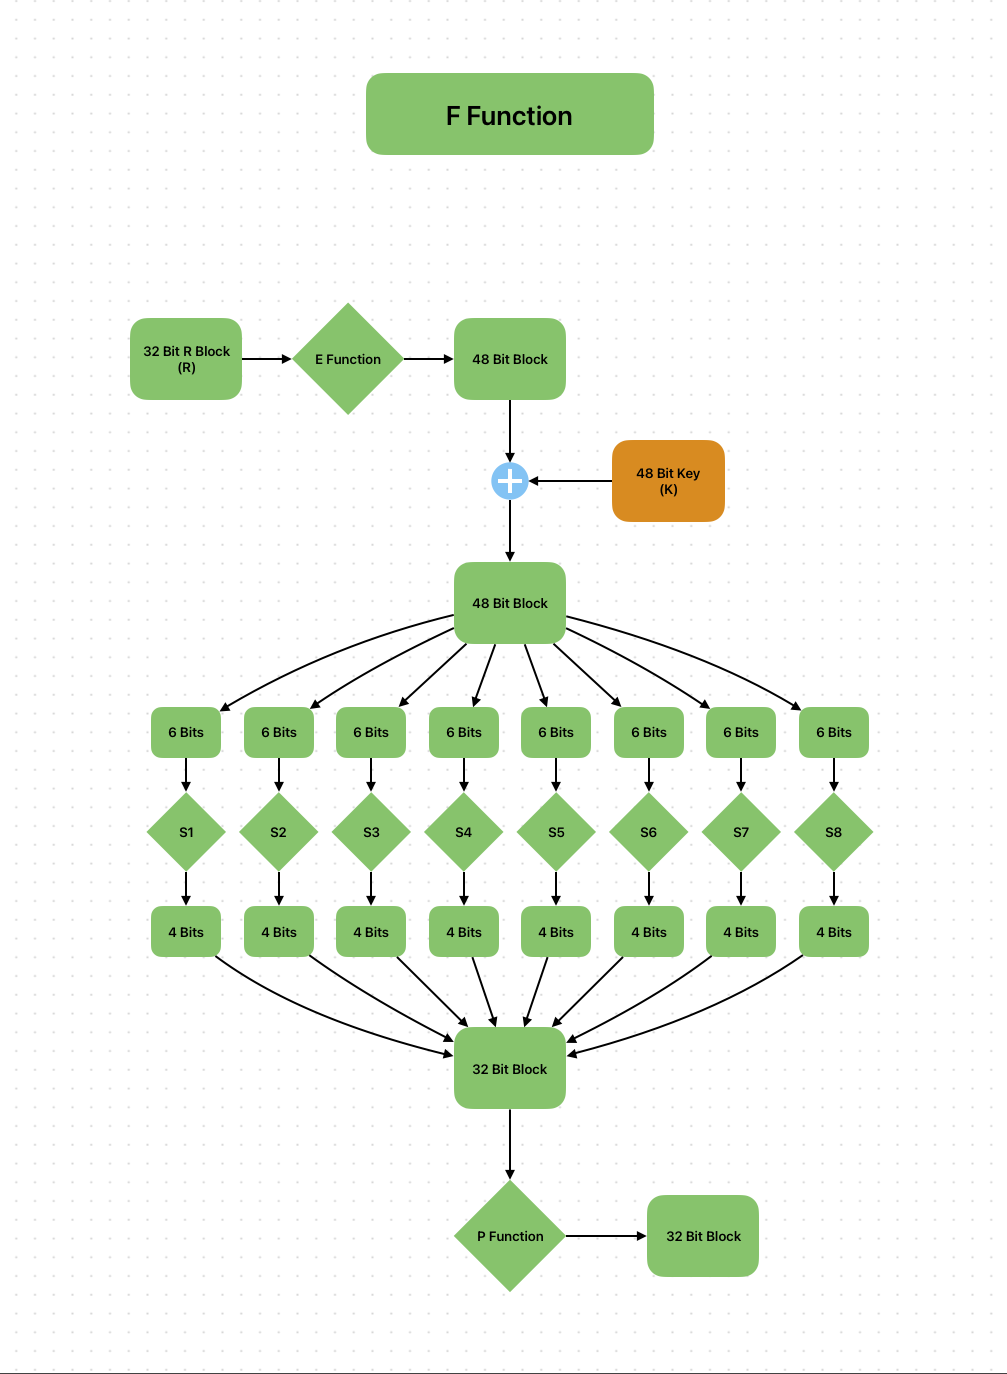 F Function
32 Bit R Block
(R)
E Function
48 Bit Block
48 Bit Key
(K)
48 Bit Block
6 Bits
6 Bits
6 Bits
6 Bits
6 Bits
6 Bits
6 Bits
6 Bits
S1
S2
S3
S4
S5
S6
S7
S8
4 Bits
4 Bits
4 Bits
4 Bits
4 Bits
4 Bits
4 Bits
4 Bits
32 Bit Block
P Function
32 Bit Block